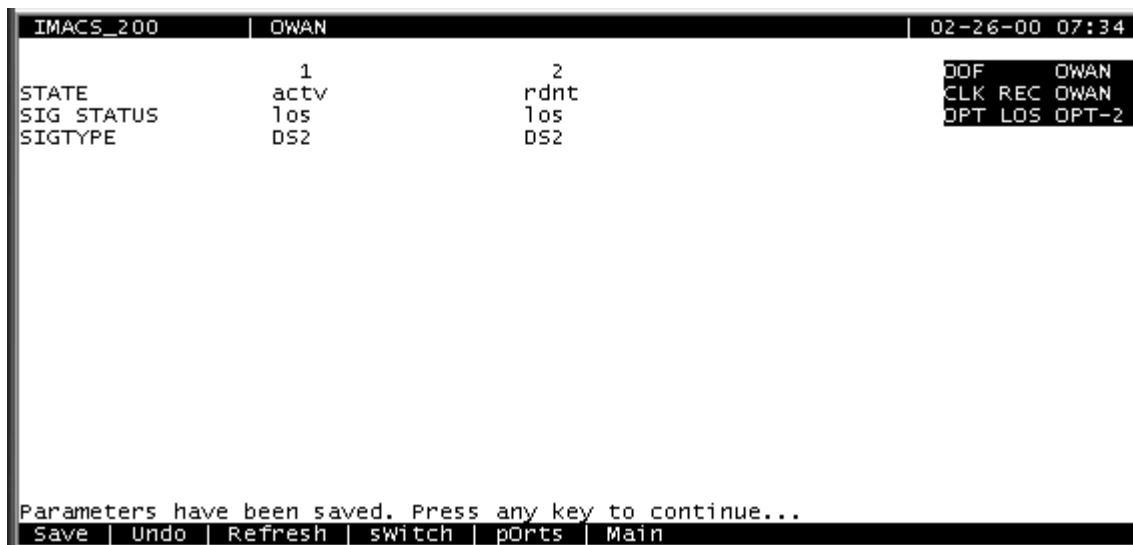 IMACS_200 | OWAN | 02-26-00 07:34
1 2 OOF OWAN
STATE actv rdnt CLK REC OWAN
SIG STATUS los los OPT LOS OPT-2
SIGTYPE DS2 DS2
Parameters have been saved. Press any key to continue...
Save | Undo | Refresh | sWitch | pOrts | Main